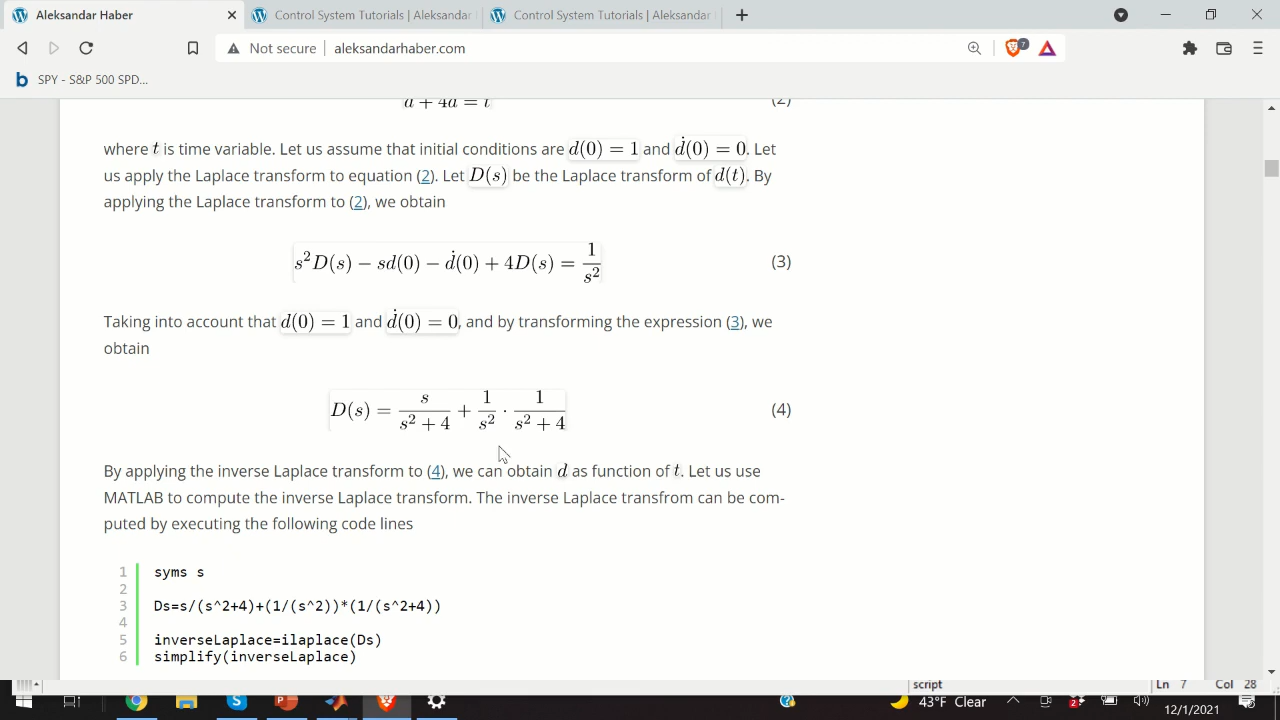 Aleksandar Haber
Control System Tutorials | Aleksandar
Control System Tutorials | Aleksandar
Not secure
aleksandarhaber.com
7
SPY - S&P 500 SPD...
(2)
where t is time variable. Let us assume that initial conditions are d(0) = 1 and ḋ(0) = 0. Let
us apply the Laplace transform to equation (2). Let D(s) be the Laplace transform of d(t). By
applying the Laplace transform to (2), we obtain
s²D(s) − sd(0) − ḋ(0) + 4D(s) = 1/s² (3)
Taking into account that d(0) = 1 and ḋ(0) = 0, and by transforming the expression (3), we
obtain
D(s) = s/(s² + 4) + 1/s² · 1/(s² + 4) (4)
By applying the inverse Laplace transform to (4), we can obtain d as function of t. Let us use
MATLAB to compute the inverse Laplace transform. The inverse Laplace transfrom can be com-
puted by executing the following code lines
1 syms s
2
3 Ds=s/(s^2+4)+(1/(s^2))*(1/(s^2+4))
4
5 inverseLaplace=ilaplace(Ds)
6 simplify(inverseLaplace)
script Ln 7 Col 28
43°F Clear
12/1/2021